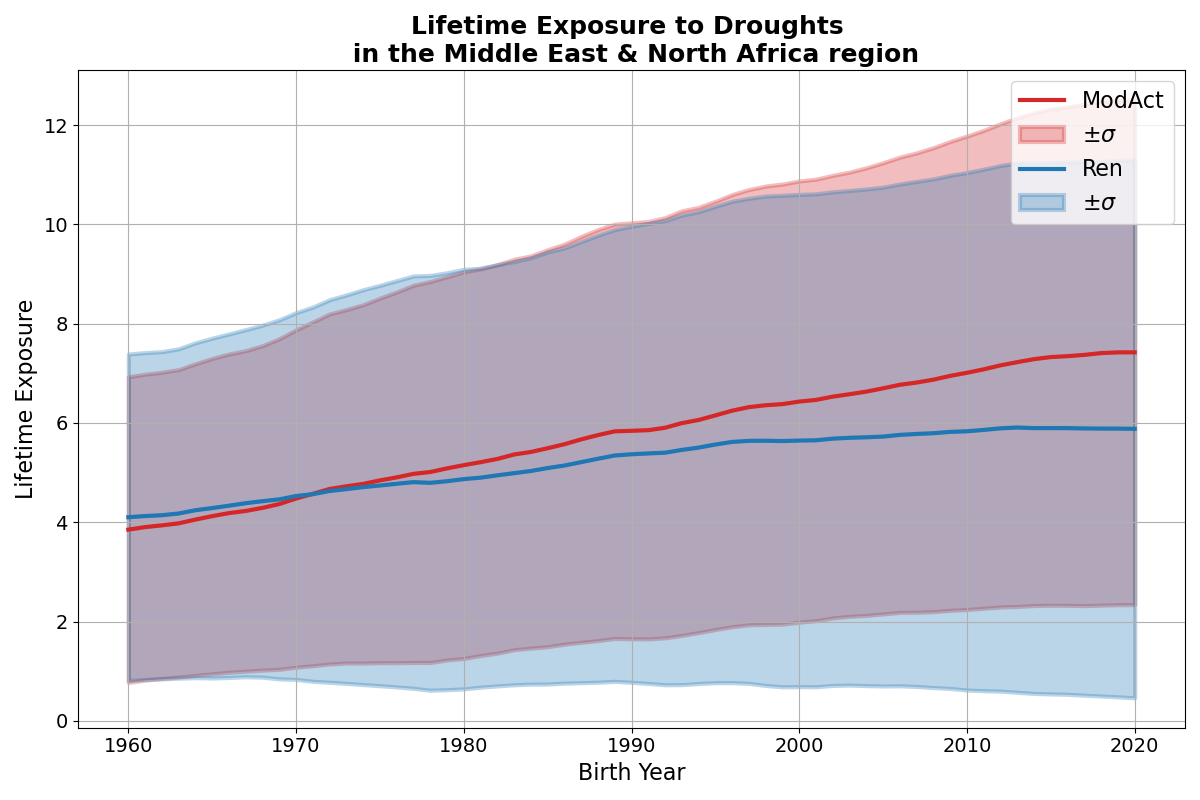 Lifetime Exposure to Droughts
in the Middle East & North Africa region
ModAct
±σ
Ren
±σ
Lifetime Exposure
12
10
8
6
4
2
0
1960 1970 1980 1990 2000 2010 2020
Birth Year